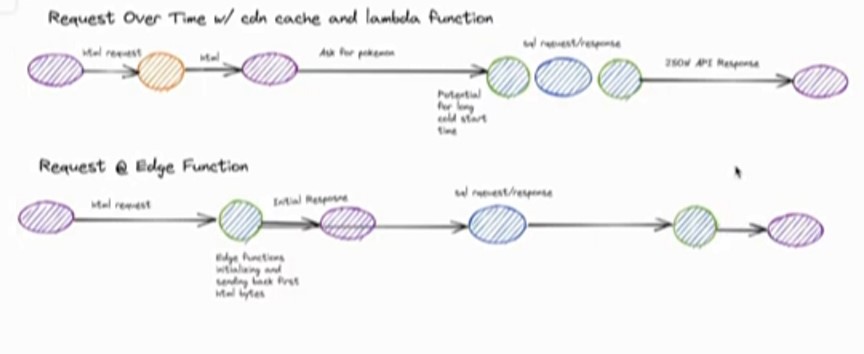 Request Over Time w/ cdn cache and lambda function
html request
html
Ask for pokemon
sql request/response
JSON API Response
Potential
for long
cold start
time
Request @ Edge Function
html request
Initial Response
sql request/response
Edge functions
initializing and
sending back first
html bytes